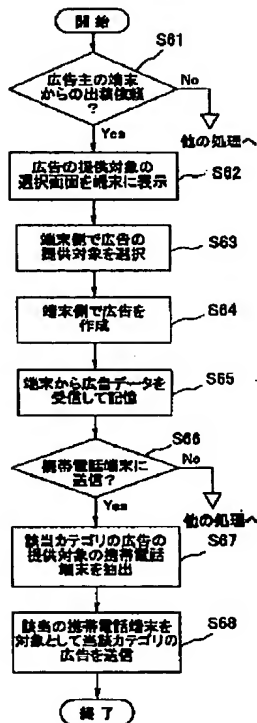 開始
S61
広告主の端末
からの出稿依頼
?
No
他の処理へ
Yes
広告の提供対象の
選択画面を端末に表示
S62
端末側で広告の
提供対象を選択
S63
端末側で広告を
作成
S64
端末から広告データを
受信して記憶
S65
S66
携帯電話端末に
送信?
No
他の処理へ
Yes
該当カテゴリの広告の
提供対象の携帯電話
端末を抽出
S67
該当の携帯電話端末を
対象として当該カテゴリの
広告を送信
S68
終了